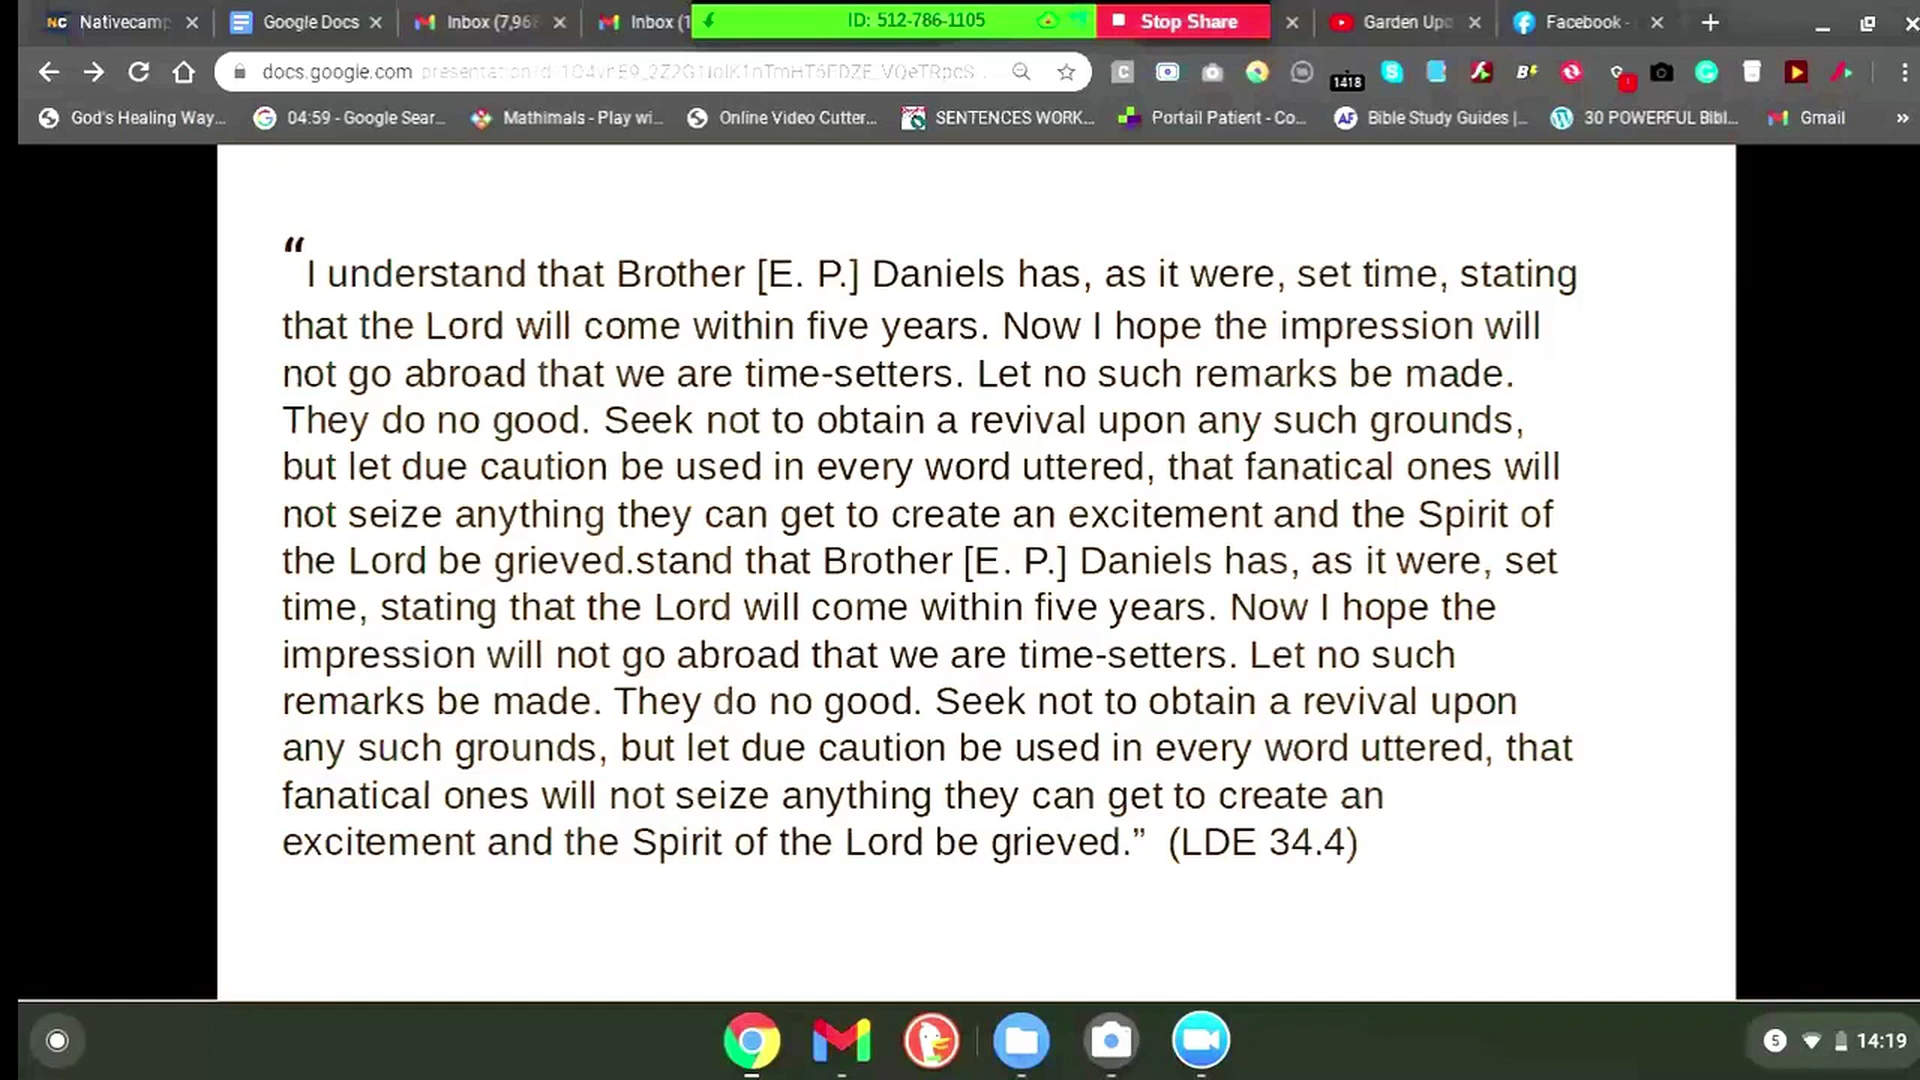 Nativecam
Google Docs
Inbox (7,96
Inbox (1
ID: 512-786-1105
Stop Share
Garden Up
Facebook -
docs.google.com
1418
God's Healing Way...
04:59 - Google Sear...
Mathimals - Play wi...
Online Video Cutter...
SENTENCES WORK...
Portail Patient - Co...
AF Bible Study Guides |...
30 POWERFUL Bibl...
Gmail
“I understand that Brother [E. P.] Daniels has, as it were, set time, stating
that the Lord will come within five years. Now I hope the impression will
not go abroad that we are time-setters. Let no such remarks be made.
They do no good. Seek not to obtain a revival upon any such grounds,
but let due caution be used in every word uttered, that fanatical ones will
not seize anything they can get to create an excitement and the Spirit of
the Lord be grieved.stand that Brother [E. P.] Daniels has, as it were, set
time, stating that the Lord will come within five years. Now I hope the
impression will not go abroad that we are time-setters. Let no such
remarks be made. They do no good. Seek not to obtain a revival upon
any such grounds, but let due caution be used in every word uttered, that
fanatical ones will not seize anything they can get to create an
excitement and the Spirit of the Lord be grieved.” (LDE 34.4)
5
14:19